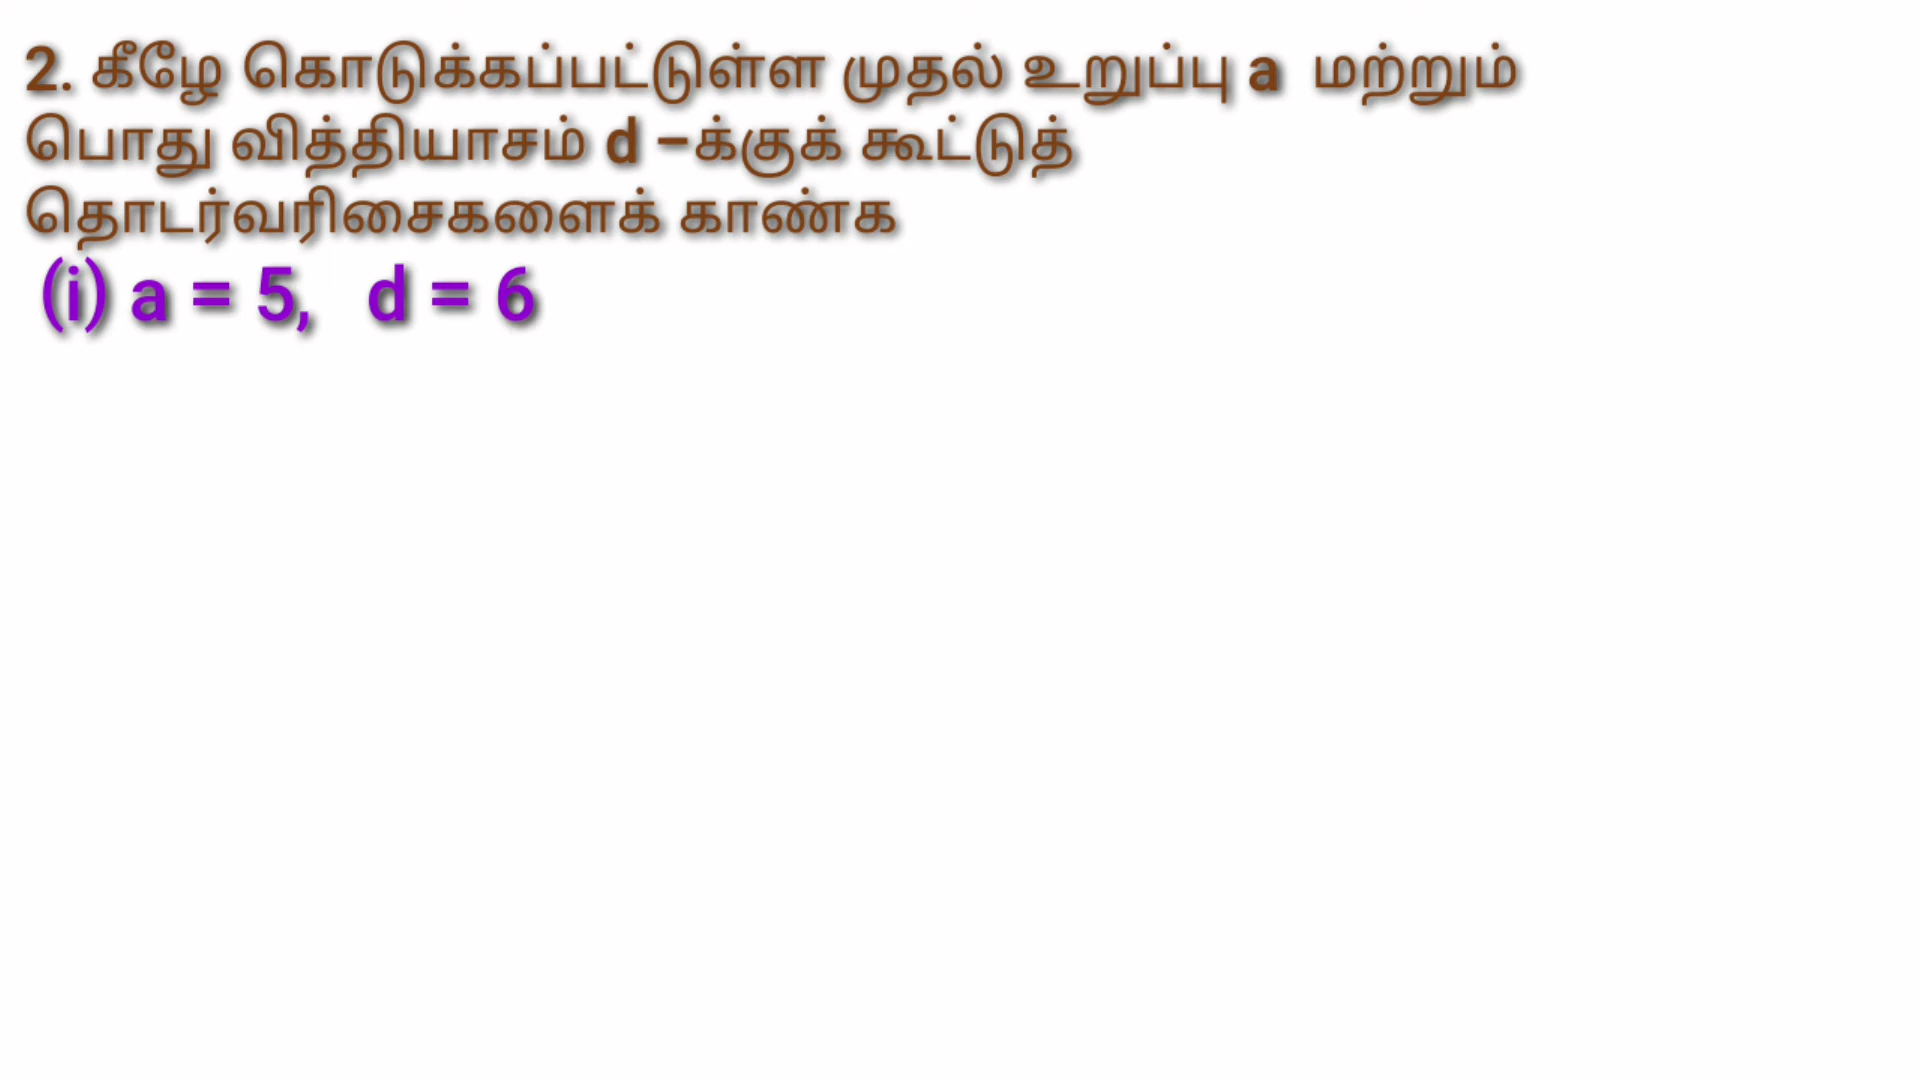 2. கீழே கொடுக்கப்பட்டுள்ள முதல் உறுப்பு a மற்றும்
பொது வித்தியாசம் d –க்குக் கூட்டுத்
தொடர்வரிசைகளைக் காண்க
(i) a = 5, d = 6